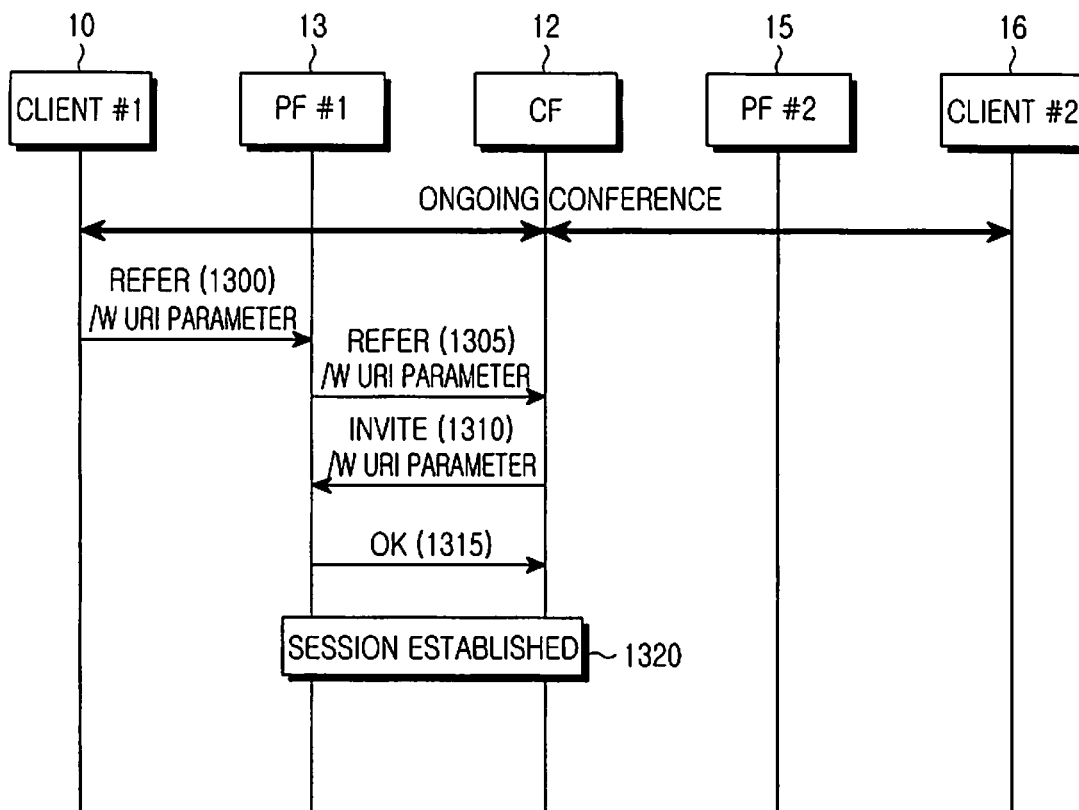 10
13
12
15
16
CLIENT #1
PF #1
CF
PF #2
CLIENT #2
ONGOING CONFERENCE
REFER (1300)
/W URI PARAMETER
REFER (1305)
/W URI PARAMETER
INVITE (1310)
/W URI PARAMETER
OK (1315)
SESSION ESTABLISHED
1320